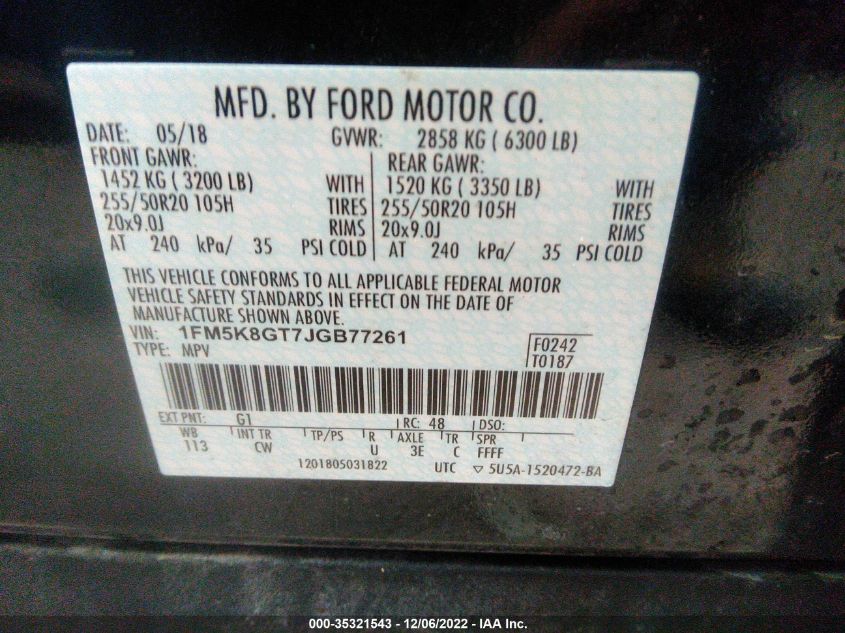 MFD. BY FORD MOTOR CO.
DATE: 05/18 GVWR: 2858 KG ( 6300 LB)
FRONT GAWR: REAR GAWR:
1452 KG ( 3200 LB) WITH 1520 KG ( 3350 LB) WITH
255/50R20 105H TIRES 255/50R20 105H TIRES
20x9.0J RIMS 20x9.0J RIMS
AT 240 kPa/ 35 PSI COLD AT 240 kPa/ 35 PSI COLD
THIS VEHICLE CONFORMS TO ALL APPLICABLE FEDERAL MOTOR
VEHICLE SAFETY STANDARDS IN EFFECT ON THE DATE OF
MANUFACTURE SHOWN ABOVE.
VIN: 1FM5K8GT7JGB77261 F0242
TYPE: MPV T0187
EXT PNT: G1 RC: 48 DSO:
WB INT TR TP/PS R AXLE TR SPR
113 CW U 3E C FFFF
1201805031822 UTC ▽ 5U5A-1520472-BA
000-35321543 - 12/06/2022 - IAA Inc.